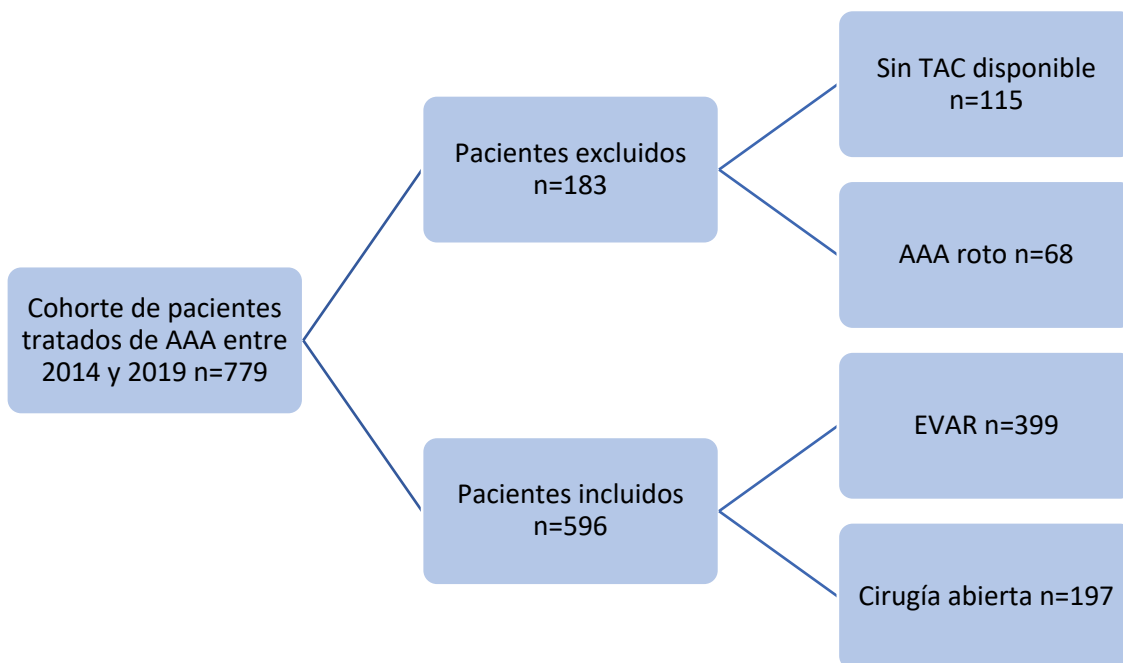 Cohorte de pacientes
tratados de AAA entre
2014 y 2019 n=779
Pacientes excluidos
n=183
Sin TAC disponible
n=115
AAA roto n=68
Pacientes incluidos
n=596
EVAR n=399
Cirugía abierta n=197